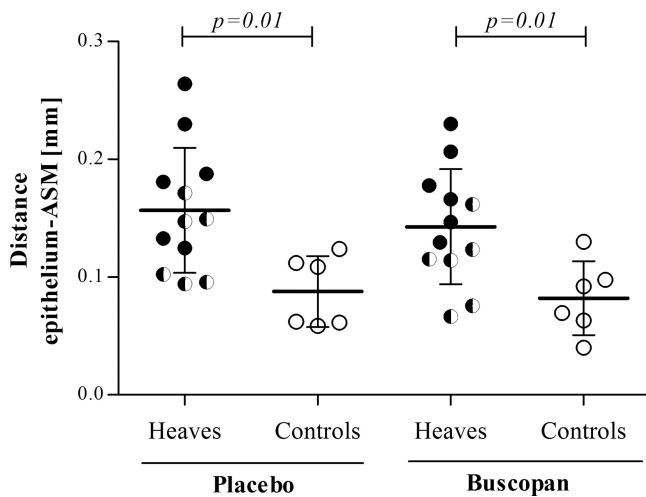 p=0.01 p=0.01
0.3
0.2
0.1
0.0
Distance
epithelium-ASM [mm]
Heaves Controls Heaves Controls
Placebo Buscopan